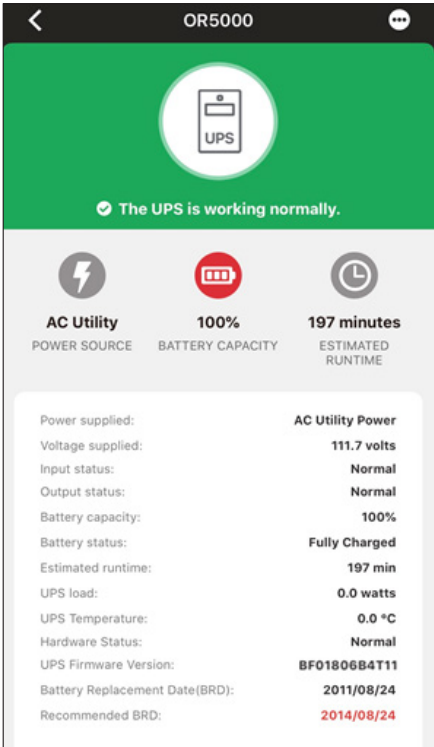 OR5000
UPS
The UPS is working normally.
AC Utility 100% 197 minutes
POWER SOURCE BATTERY CAPACITY ESTIMATED
RUNTIME
Power supplied: AC Utility Power
Voltage supplied: 111.7 volts
Input status: Normal
Output status: Normal
Battery capacity: 100%
Battery status: Fully Charged
Estimated runtime: 197 min
UPS load: 0.0 watts
UPS Temperature: 0.0 °C
Hardware Status: Normal
UPS Firmware Version: BF01806B4T11
Battery Replacement Date(BRD): 2011/08/24
Recommended BRD: 2014/08/24